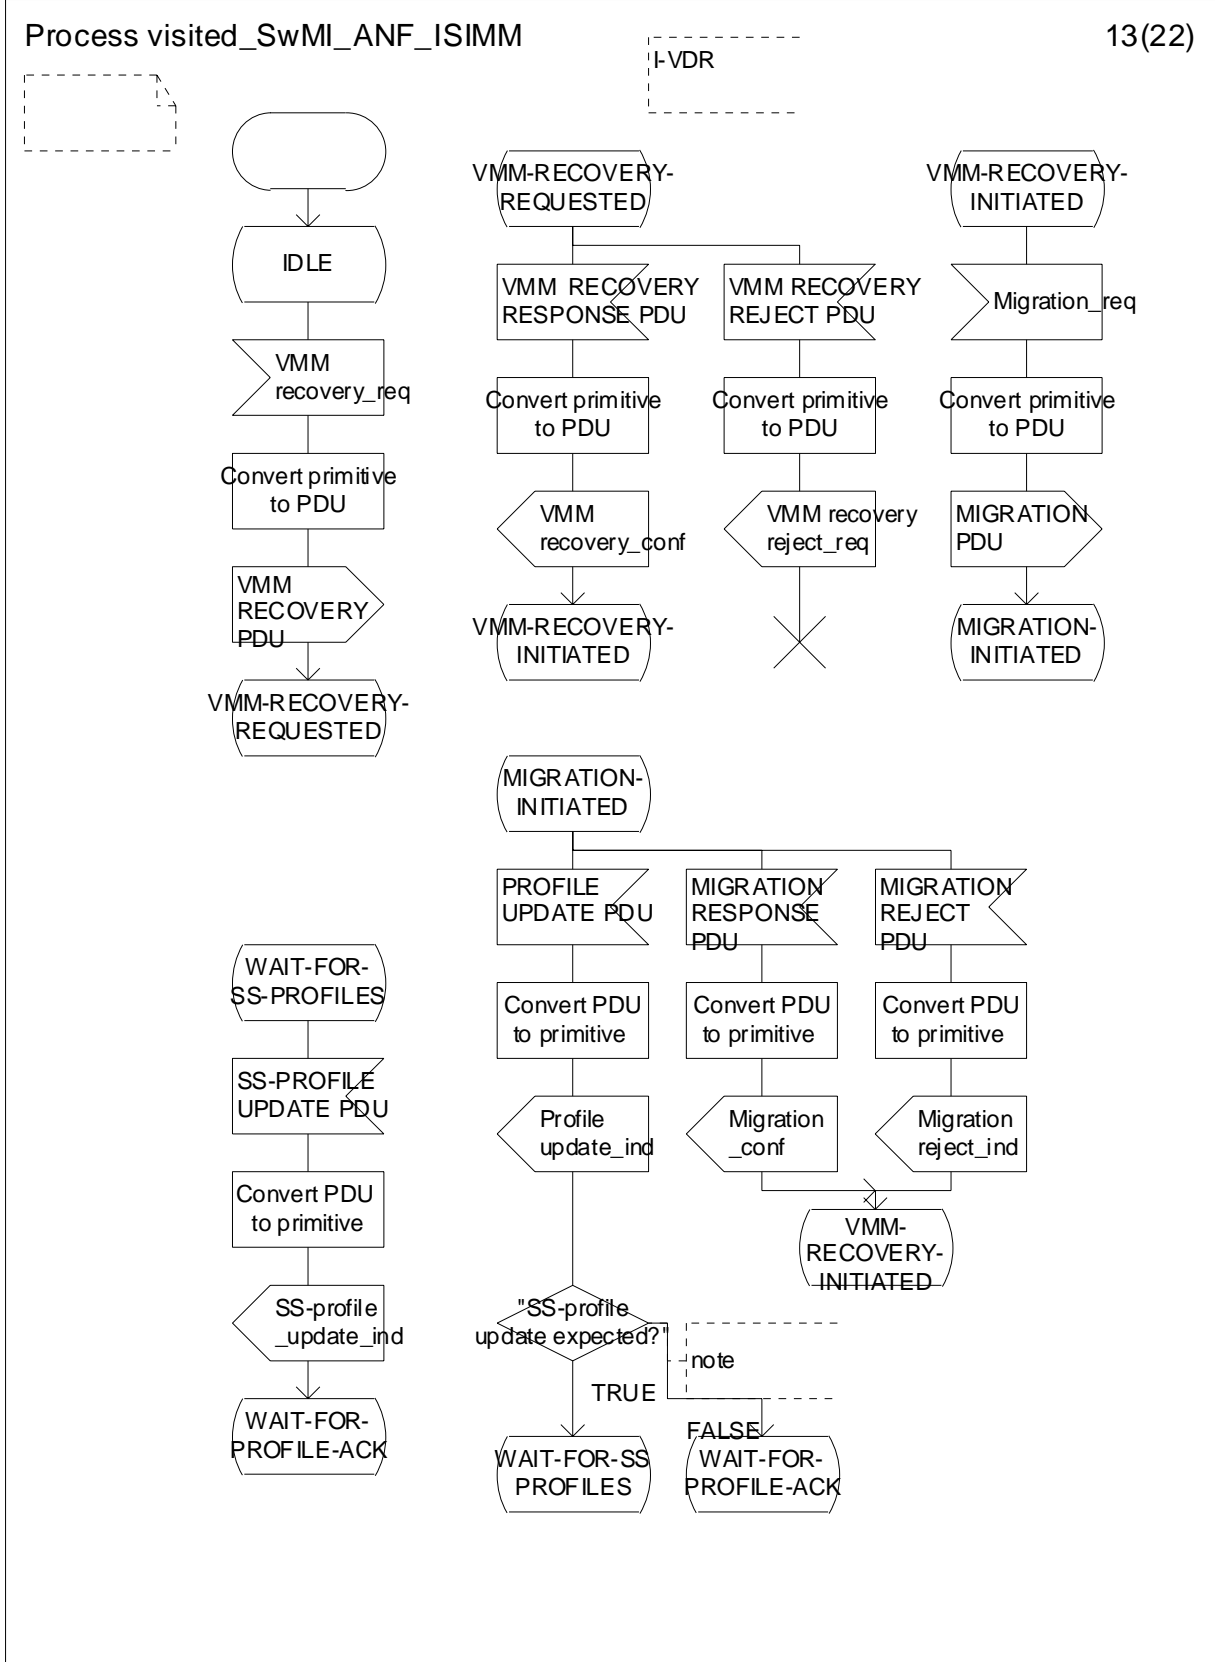 Process visited_SwMI_ANF_ISIMM
13(22)
I-VDR
IDLE
VMM
recovery_req
Convert primitive
to PDU
VMM
RECOVERY
PDU
VMM-RECOVERY-
REQUESTED
VMM-RECOVERY-
REQUESTED
VMM RECOVERY
RESPONSE PDU
Convert primitive
to PDU
VMM
recovery_conf
VMM-RECOVERY-
INITIATED
VMM RECOVERY
REJECT PDU
Convert primitive
to PDU
VMM recovery
reject_req
VMM-RECOVERY-
INITIATED
Migration_req
Convert primitive
to PDU
MIGRATION
PDU
MIGRATION-
INITIATED
WAIT-FOR-
SS-PROFILES
SS-PROFILE
UPDATE PDU
Convert PDU
to primitive
SS-profile
_update_ind
WAIT-FOR-
PROFILE-ACK
MIGRATION-
INITIATED
PROFILE
UPDATE PDU
Convert PDU
to primitive
Profile
update_ind
"SS-profile
update expected?"
note
TRUE
FALSE
WAIT-FOR-SS
PROFILES
WAIT-FOR-
PROFILE-ACK
MIGRATION
RESPONSE
PDU
Convert PDU
to primitive
Migration
_conf
MIGRATION
REJECT
PDU
Convert PDU
to primitive
Migration
reject_ind
VMM-
RECOVERY-
INITIATED